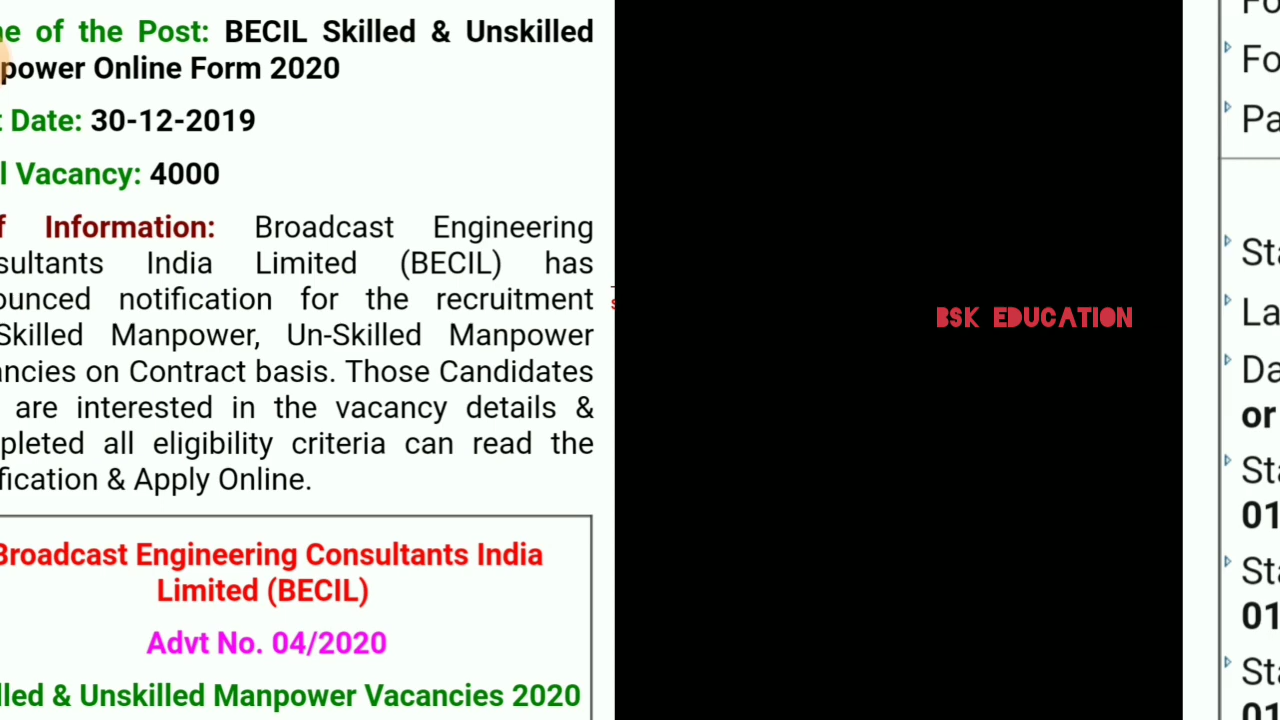 e of the Post: BECIL Skilled & Unskilled
power Online Form 2020
t Date: 30-12-2019
l Vacancy: 4000
f Information: Broadcast Engineering
sultants India Limited (BECIL) has
ounced notification for the recruitment
Skilled Manpower, Un-Skilled Manpower
ancies on Contract basis. Those Candidates
are interested in the vacancy details &
pleted all eligibility criteria can read the
fication & Apply Online.
Broadcast Engineering Consultants India
Limited (BECIL)
Advt No. 04/2020
lled & Unskilled Manpower Vacancies 2020
BSK EDUCATION
Fo
Fo
Pa
Sta
La
Da
or
Sta
01
Sta
01
Sta
01